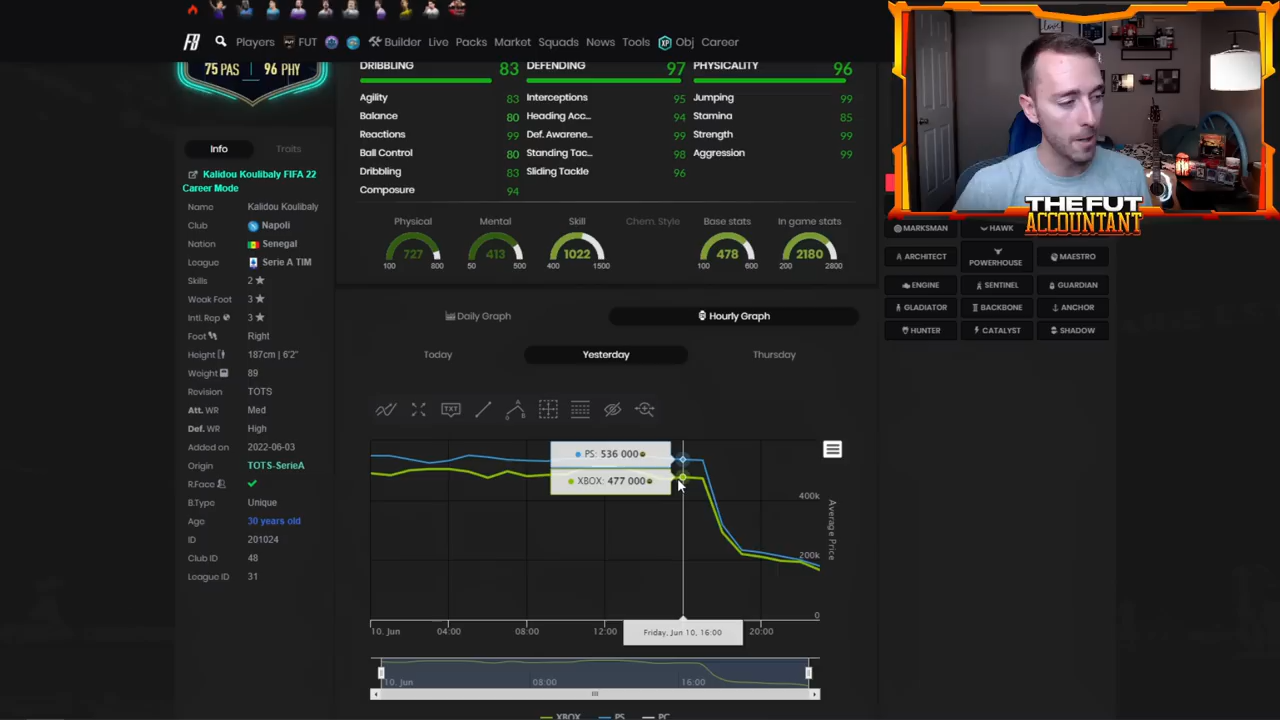 F8
Players
FUT
Builder
Live
Packs
Market
Squads
News
Tools
XP
Obj
Career
75 PAS
96 PHY
DRIBBLING
83
DEFENDING
97
PHYSICALITY
96
Agility
83
Interceptions
95
Jumping
99
Balance
80
Heading Acc...
94
Stamina
85
Reactions
99
Def. Awarene...
99
Strength
99
Ball Control
80
Standing Tac...
98
Aggression
99
Dribbling
83
Sliding Tackle
96
Composure
94
Physical
727
100
800
Mental
413
50
500
Skill
1022
400
1500
Chem. Style
Base stats
478
100
600
In game stats
2180
200
2800
Info
Traits
Kalidou Koulibaly FIFA 22
Career Mode
Name
Kalidou Koulibaly
Club
Napoli
Nation
Senegal
League
Serie A TIM
Skills
2
Weak Foot
3
Intl. Rep
3
Foot
Right
Height
187cm | 6'2"
Weight
89
Revision
TOTS
Att. WR
Med
Def. WR
High
Added on
2022-06-03
Origin
TOTS-SerieA
R.Face
B.Type
Unique
Age
30 years old
ID
201024
Club ID
48
League ID
31
THE FUT
ACCOUNTANT
MARKSMAN
HAWK
ARCHITECT
POWERHOUSE
MAESTRO
ENGINE
SENTINEL
GUARDIAN
GLADIATOR
BACKBONE
ANCHOR
HUNTER
CATALYST
SHADOW
Daily Graph
Hourly Graph
Today
Yesterday
Thursday
TXT
PS: 536 000
XBOX: 477 000
400k
200k
0
Average Price
10. Jun
04:00
08:00
12:00
20:00
Friday, Jun 10, 16:00
10. Jun
08:00
16:00
XBOX
PS
PC